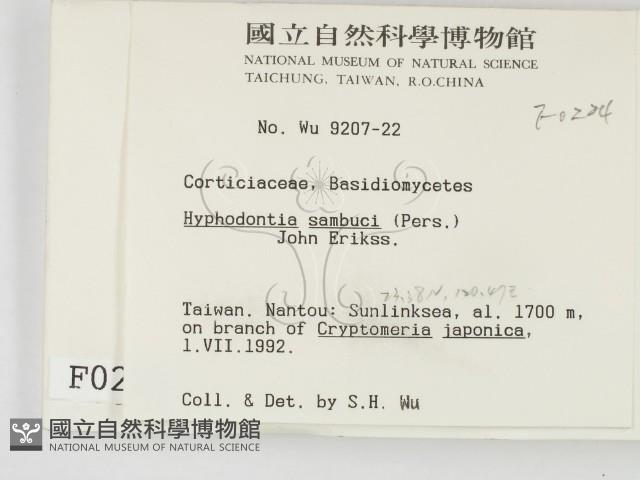 國立自然科學博物館
NATIONAL MUSEUM OF NATURAL SCIENCE
TAICHUNG, TAIWAN, R.O.CHINA
F-0224
No. Wu 9207-22
Corticiaceae, Basidiomycetes
Hyphodontia sambuci (Pers.)
John Erikss.
23.38N, 120.47E
Taiwan. Nantou: Sunlinksea, al. 1700 m,
on branch of Cryptomeria japonica,
1.VII.1992.
Coll. & Det. by S.H. Wu
F02
國立自然科學博物館
NATIONAL MUSEUM OF NATURAL SCIENCE